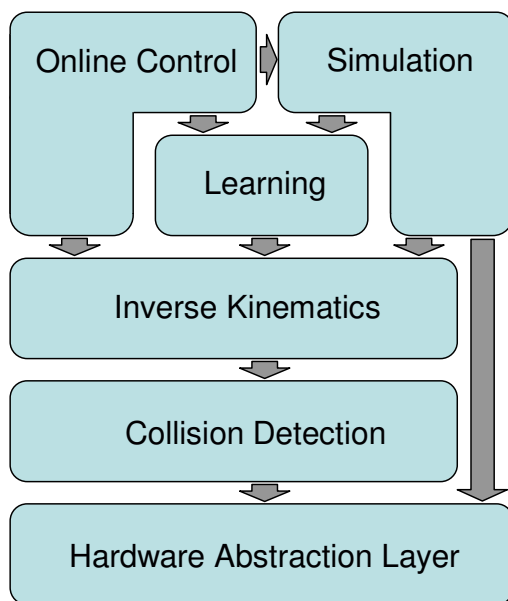 Online Control
Simulation
Learning
Inverse Kinematics
Collision Detection
Hardware Abstraction Layer